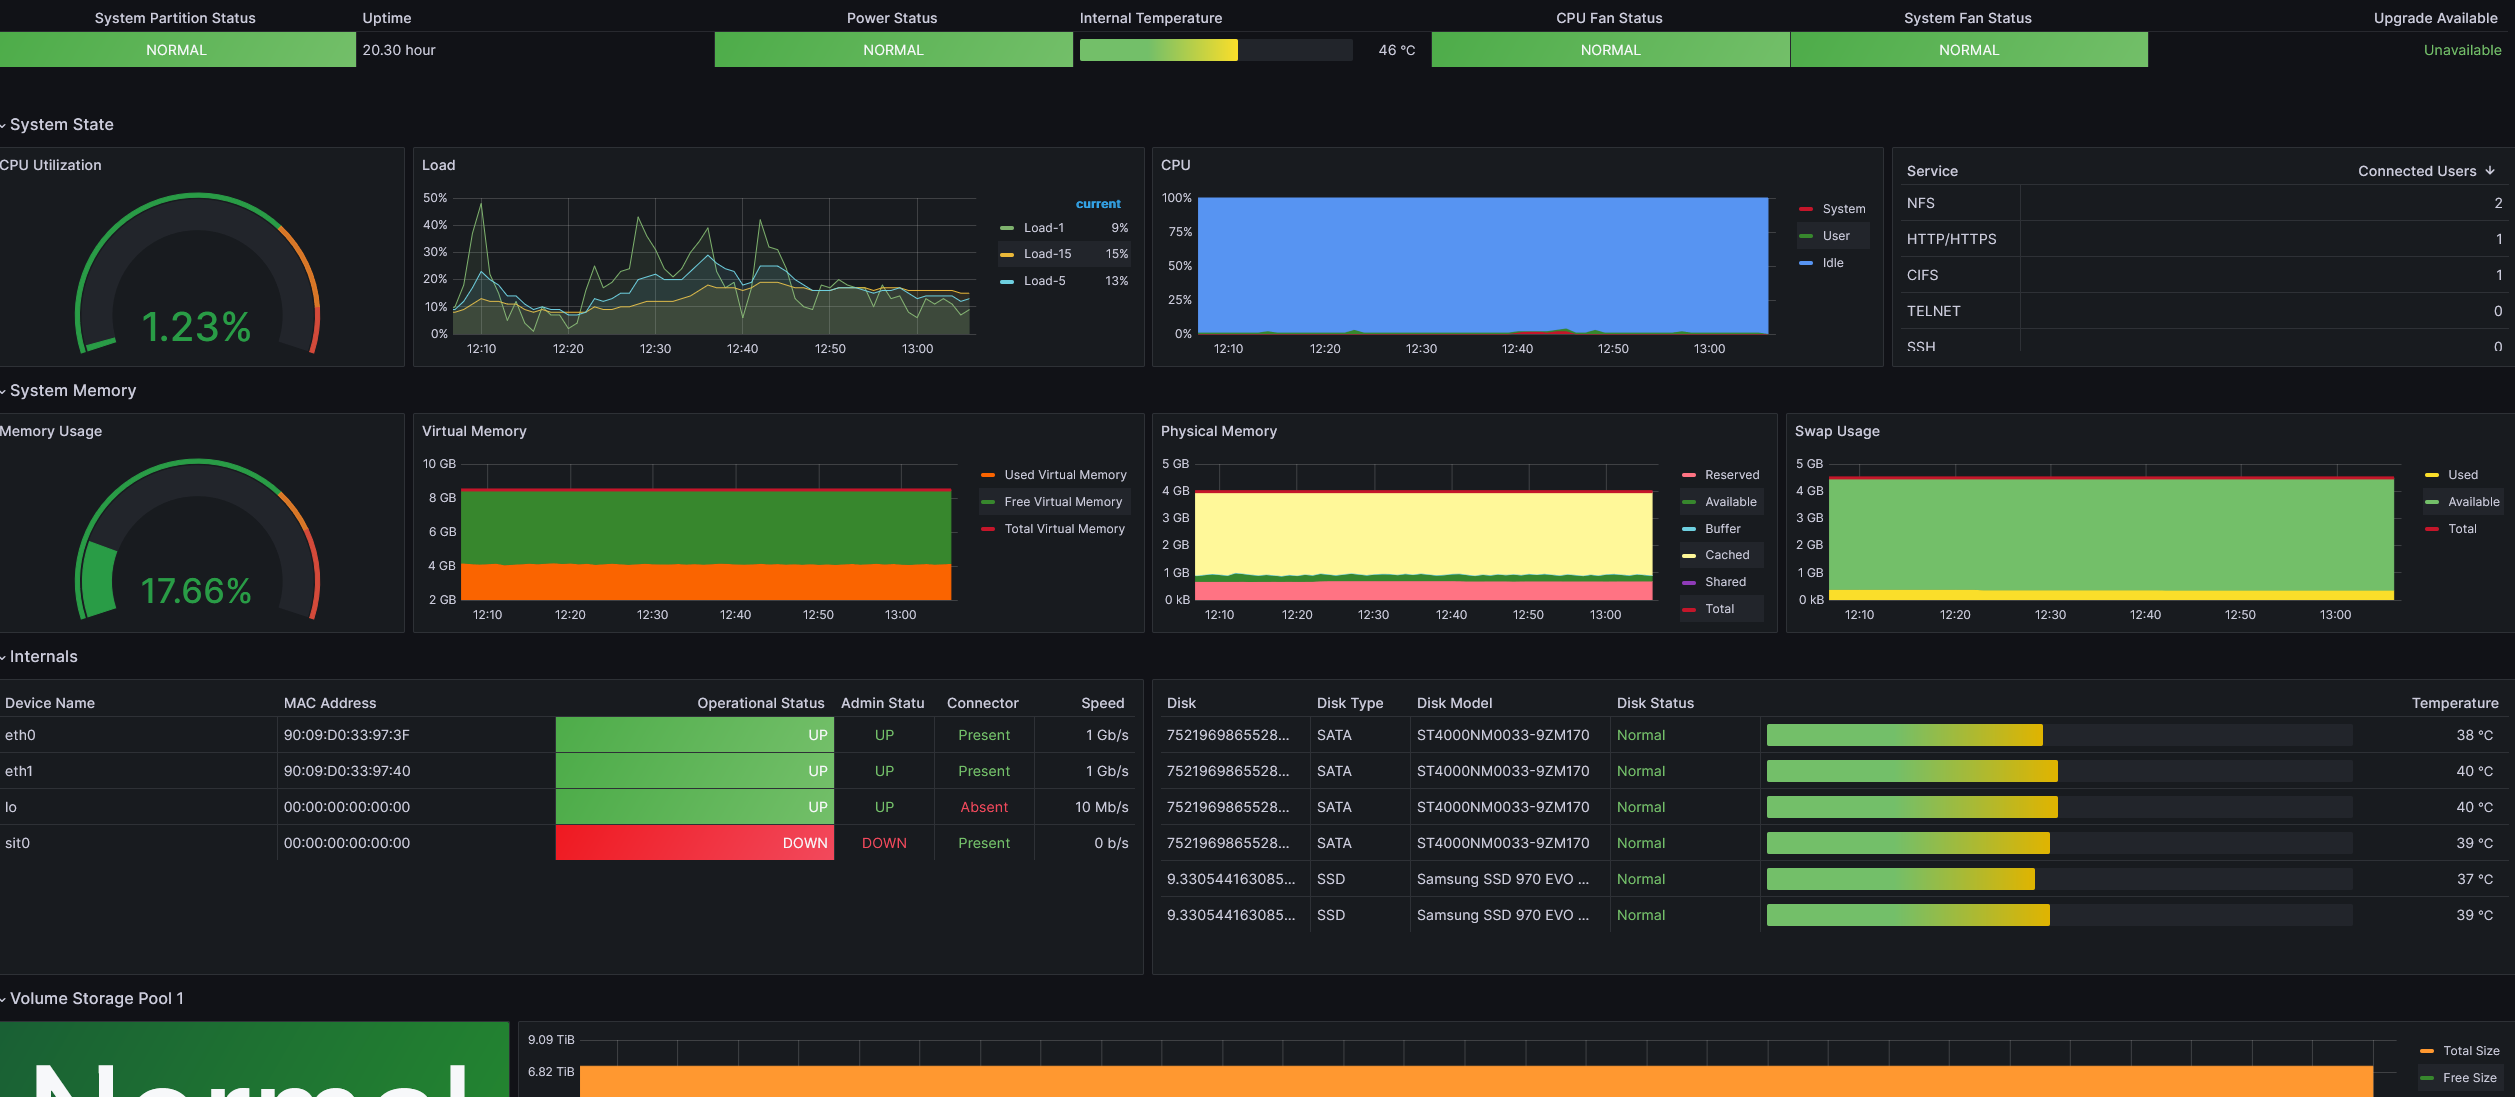 System Partition Status Uptime Power Status Internal Temperature CPU Fan Status System Fan Status Upgrade Available
NORMAL 20.30 hour NORMAL 46 °C NORMAL NORMAL Unavailable
System State
CPU Utilization
1.23%
Load
50%
40%
30%
20%
10%
0%
12:10 12:20 12:30 12:40 12:50 13:00
current
Load-1 9%
Load-15 15%
Load-5 13%
CPU
100%
75%
50%
25%
0%
12:10 12:20 12:30 12:40 12:50 13:00
System
User
Idle
Service Connected Users
NFS 2
HTTP/HTTPS 1
CIFS 1
TELNET 0
SSH 0
System Memory
Memory Usage
17.66%
Virtual Memory
10 GB
8 GB
6 GB
4 GB
2 GB
12:10 12:20 12:30 12:40 12:50 13:00
Used Virtual Memory
Free Virtual Memory
Total Virtual Memory
Physical Memory
5 GB
4 GB
3 GB
2 GB
1 GB
0 kB
12:10 12:20 12:30 12:40 12:50 13:00
Reserved
Available
Buffer
Cached
Shared
Total
Swap Usage
5 GB
4 GB
3 GB
2 GB
1 GB
0 kB
12:10 12:20 12:30 12:40 12:50 13:00
Used
Available
Total
Internals
Device Name MAC Address Operational Status Admin Statu Connector Speed
eth0 90:09:D0:33:97:3F UP UP Present 1 Gb/s
eth1 90:09:D0:33:97:40 UP UP Present 1 Gb/s
lo 00:00:00:00:00:00 UP UP Absent 10 Mb/s
sit0 00:00:00:00:00:00 DOWN DOWN Present 0 b/s
Disk Disk Type Disk Model Disk Status Temperature
7521969865528... SATA ST4000NM0033-9ZM170 Normal 38 °C
7521969865528... SATA ST4000NM0033-9ZM170 Normal 40 °C
7521969865528... SATA ST4000NM0033-9ZM170 Normal 40 °C
7521969865528... SATA ST4000NM0033-9ZM170 Normal 39 °C
9.330544163085... SSD Samsung SSD 970 EVO ... Normal 37 °C
9.330544163085... SSD Samsung SSD 970 EVO ... Normal 39 °C
Volume Storage Pool 1
Normal
9.09 TiB
6.82 TiB
Total Size
Free Size